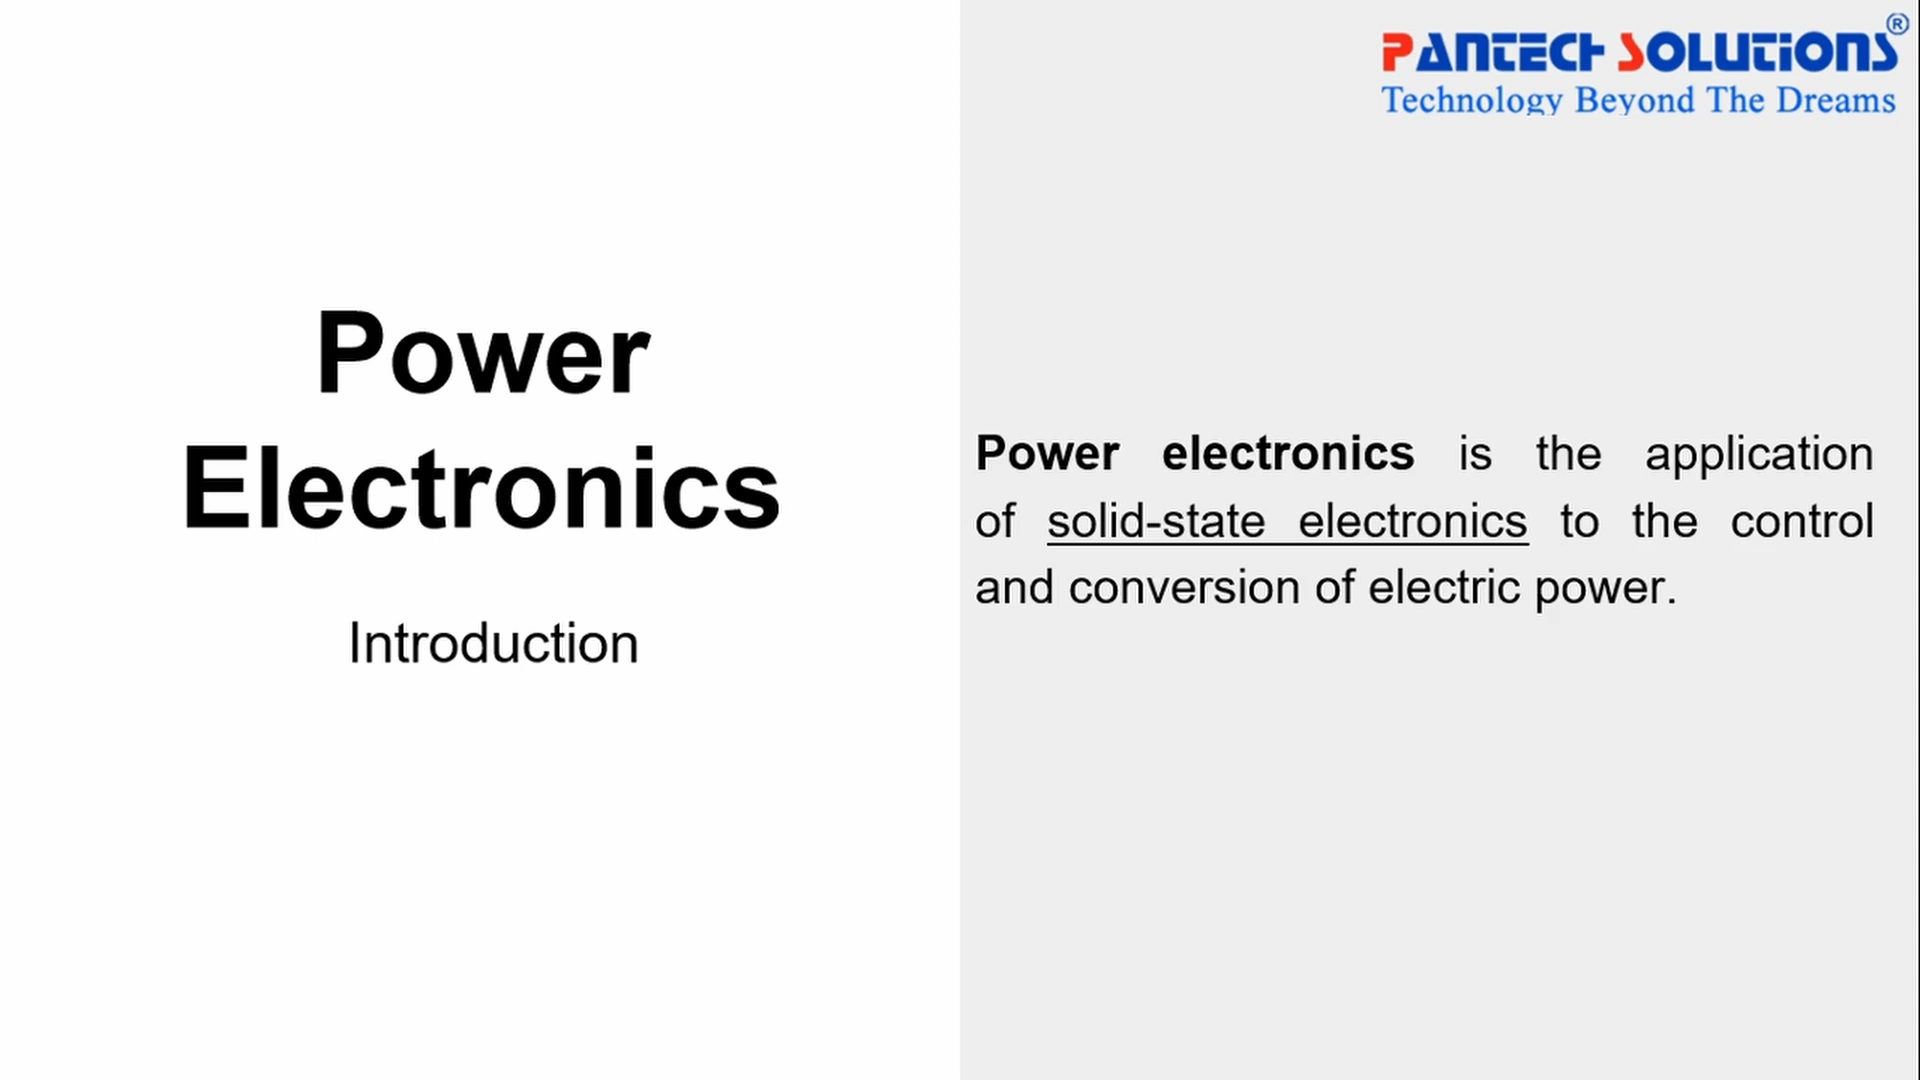 PANTECH SOLUTIONS®
Technology Beyond The Dreams
Power
Electronics
Introduction
Power electronics is the application
of solid-state electronics to the control
and conversion of electric power.